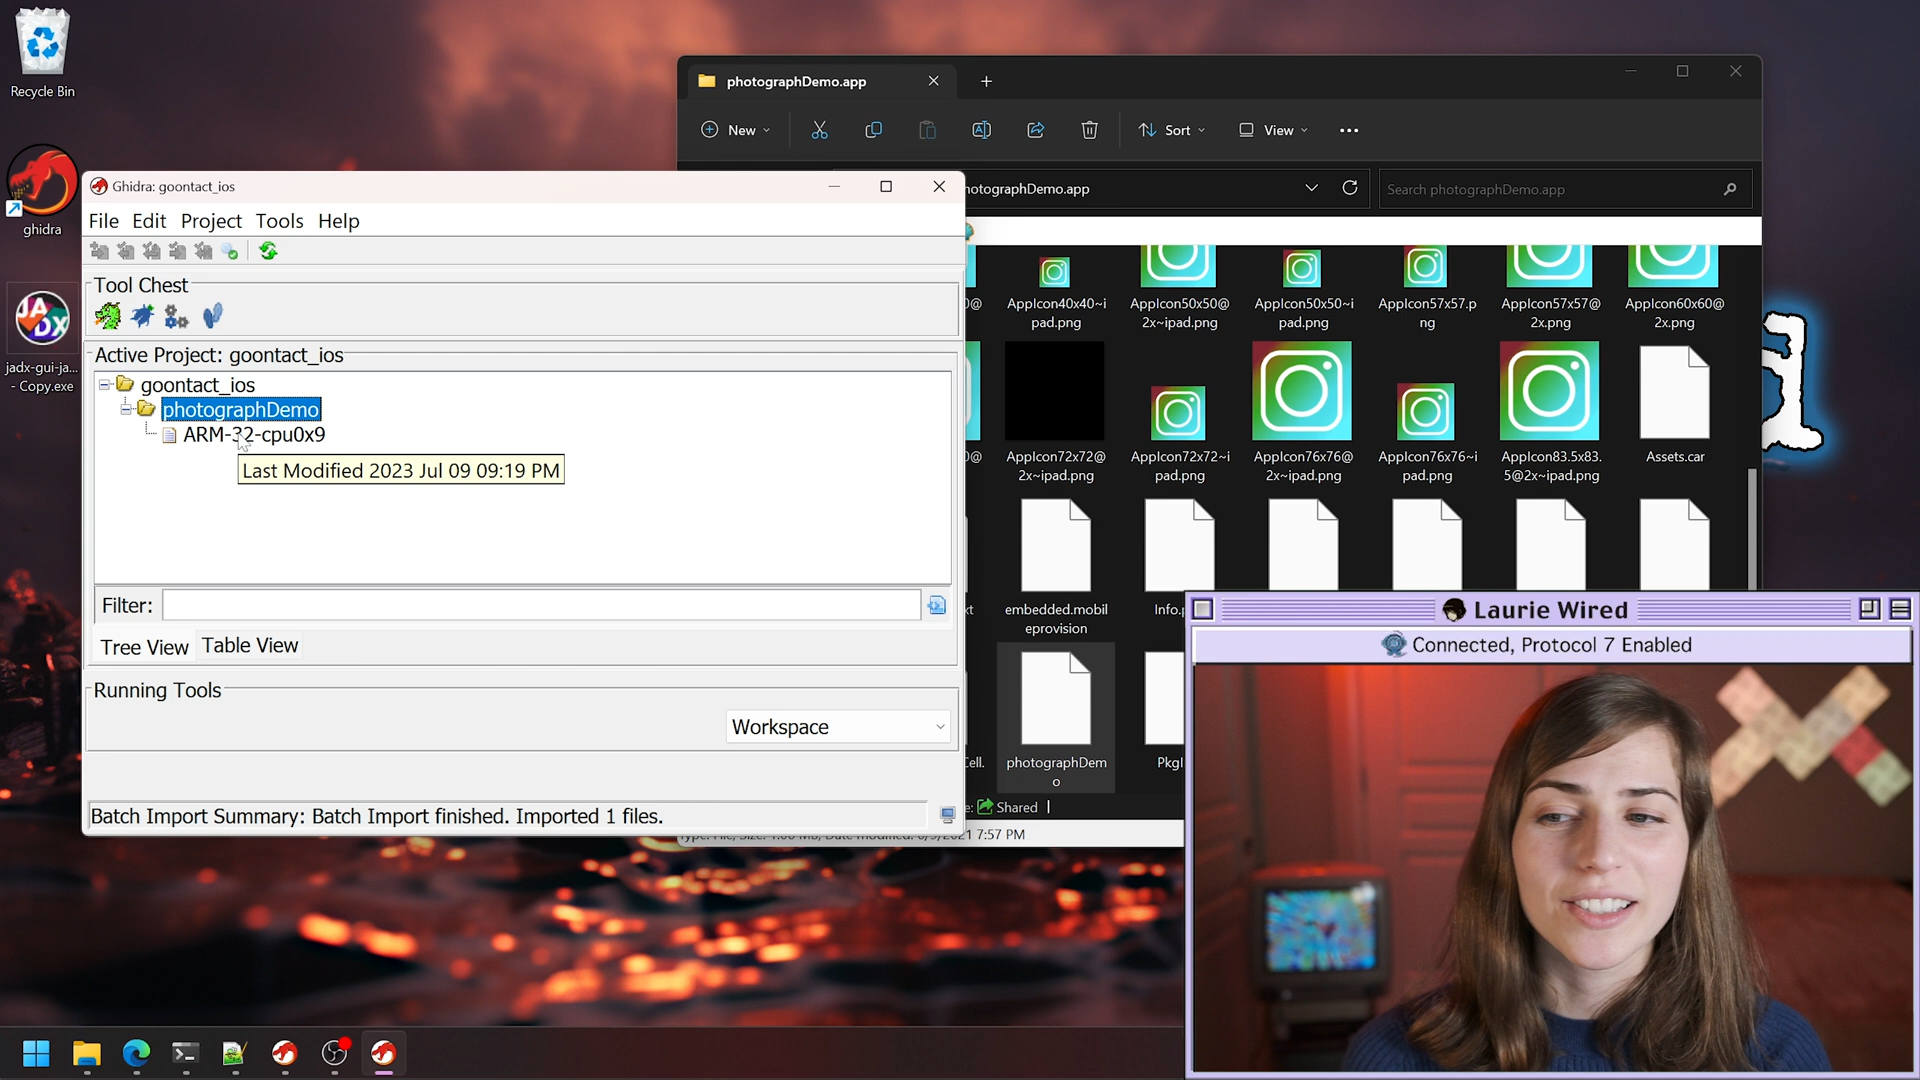 Recycle Bin
ghidra
JADX
jadx-gui-ja...
- Copy.exe
photographDemo.app
New
Sort
View
otographDemo.app
Search photographDemo.app
Ghidra: goontact_ios
File Edit Project Tools Help
Tool Chest
Active Project: goontact_ios
goontact_ios
photographDemo
ARM-32-cpu0x9
Last Modified 2023 Jul 09 09:19 PM
Filter:
Tree View Table View
Running Tools
Workspace
Batch Import Summary: Batch Import finished. Imported 1 files.
AppIcon40x40~i
pad.png
AppIcon50x50@
2x~ipad.png
AppIcon50x50~i
pad.png
AppIcon57x57.p
ng
AppIcon57x57@
2x.png
AppIcon60x60@
2x.png
AppIcon72x72@
2x~ipad.png
AppIcon72x72~i
pad.png
AppIcon76x76@
2x~ipad.png
AppIcon76x76~i
pad.png
AppIcon83.5x83.
5@2x~ipad.png
Assets.car
embedded.mobil
eprovision
Info.p
photographDem
o
PkgI
Shared
7:57 PM
Laurie Wired
Connected, Protocol 7 Enabled